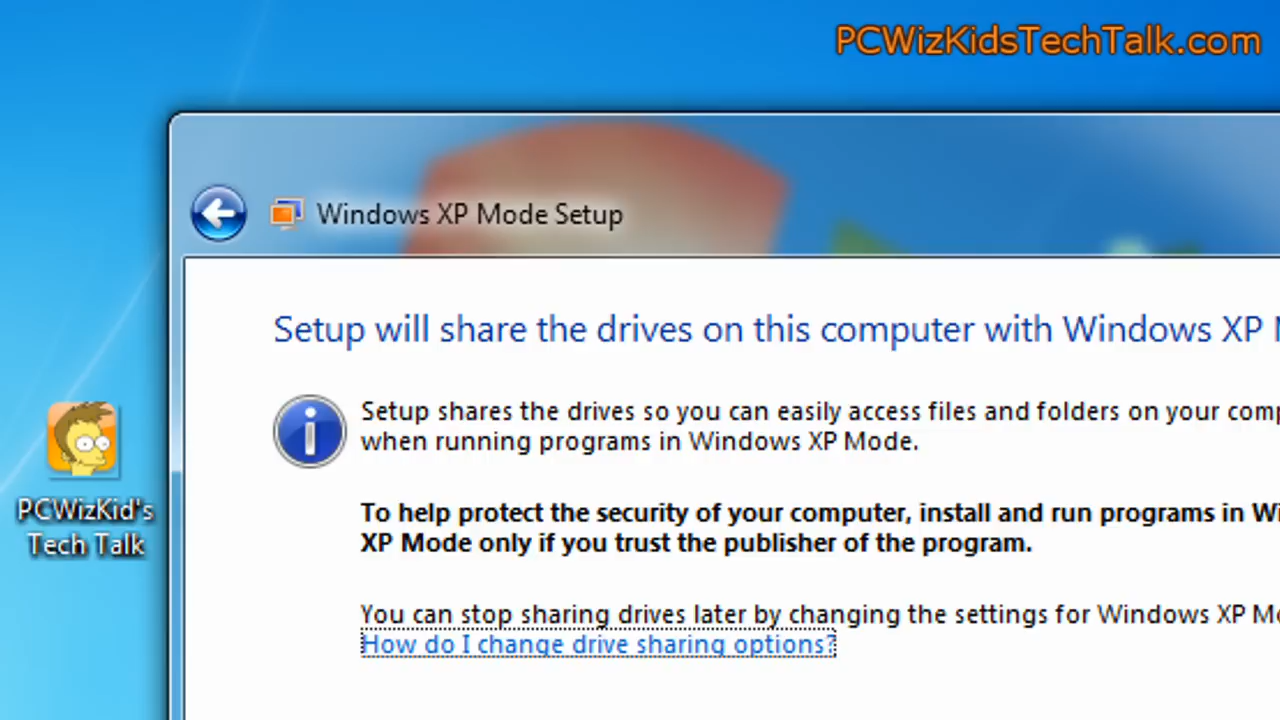 PCWizKidsTechTalk.com
Windows XP Mode Setup
Setup will share the drives on this computer with Windows XP
Setup shares the drives so you can easily access files and folders on your
when running programs in Windows XP Mode.
To help protect the security of your computer, install and run programs in
XP Mode only if you trust the publisher of the program.
You can stop sharing drives later by changing the settings for Windows XP
How do I change drive sharing options?
PCWizKid's
Tech Talk